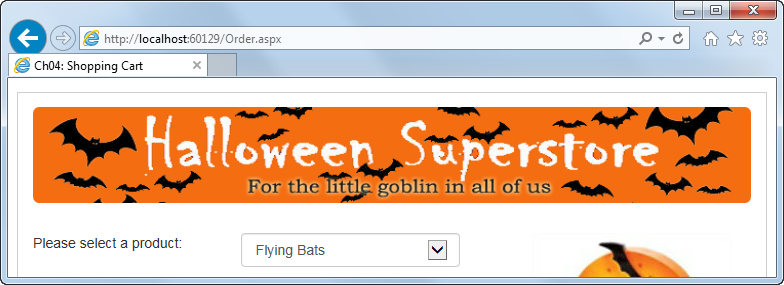 http://localhost:60129/Order.aspx
Ch04: Shopping Cart
Halloween Superstore
For the little goblin in all of us
Please select a product:
Flying Bats